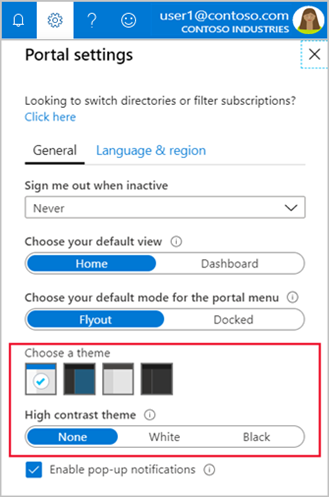 user1@contoso.com
CONTOSO INDUSTRIES
Portal settings
Looking to switch directories or filter subscriptions?
Click here
General Language & region
Sign me out when inactive
Never
Choose your default view
Home Dashboard
Choose your default mode for the portal menu
Flyout Docked
Choose a theme
High contrast theme
None White Black
Enable pop-up notifications